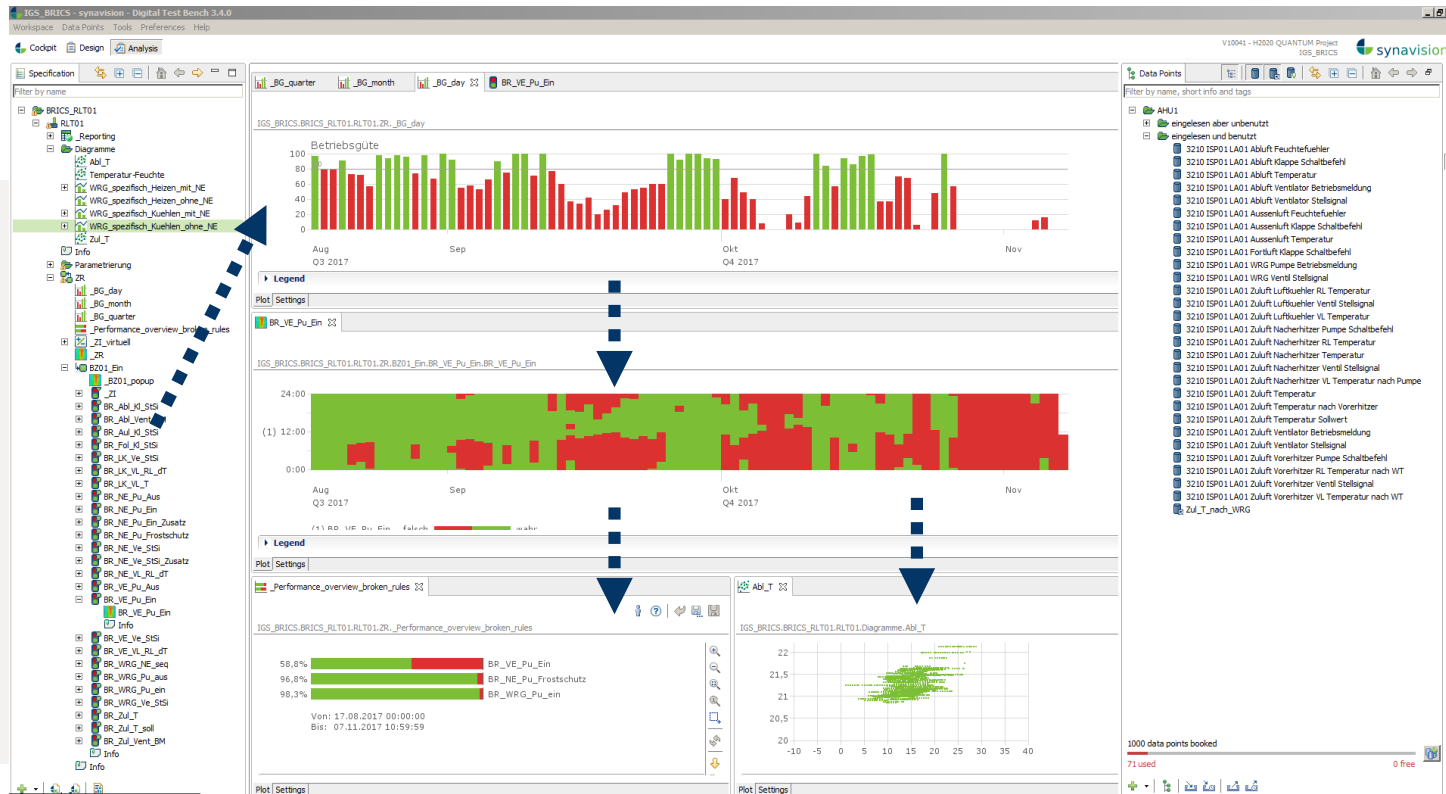 IGS_BRICS - synavision - Digital Test Bench 3.4.0
Workspace Data Points Tools Preferences Help
Cockpit Design Analysis
V10041 - H2020 QUANTUM Project
IGS_BRICS
synavision
Specification
Filter by name
BRICS_RLT01
RLT01
_Reporting
Diagramme
Abl_T
Temperatur-Feuchte
WRG_spezifisch_Heizen_mit_NE
WRG_spezifisch_Heizen_ohne_NE
WRG_spezifisch_Kuehlen_mit_NE
WRG_spezifisch_Kuehlen_ohne_NE
Zul_T
Info
Parametrierung
ZR
_BG_day
_BG_month
_BG_quarter
_Performance_overview_broken_rules
_ZI_virtuell
_ZR
BZ01_Ein
_BZ01_popup
_ZI
BR_Abl_Kl_StSi
BR_Abl_Vent
BR_Aul_Kl_StSi
BR_Fol_Kl_StSi
BR_LK_Ve_StSi
BR_LK_VL_RL_dT
BR_LK_VL_T
BR_NE_Pu_Aus
BR_NE_Pu_Ein
BR_NE_Pu_Ein_Zusatz
BR_NE_Pu_Frostschutz
BR_NE_Ve_StSi
BR_NE_Ve_StSi_Zusatz
BR_NE_VL_RL_dT
BR_VE_Pu_Aus
BR_VE_Pu_Ein
BR_VE_Pu_Ein
Info
BR_VE_Ve_StSi
BR_VE_VL_RL_dT
BR_WRG_NE_seq
BR_WRG_Pu_aus
BR_WRG_Pu_ein
BR_WRG_Ve_StSi
BR_Zul_T
BR_Zul_T_soll
BR_Zul_Vent_BM
Info
Info
_BG_quarter _BG_month _BG_day BR_VE_Pu_Ein
IGS_BRICS.BRICS_RLT01.RLT01.ZR._BG_day
Betriebsgüte
100
80
60
40
20
0
Aug Sep Okt Nov
Q3 2017 Q4 2017
Legend
Plot Settings
BR_VE_Pu_Ein
IGS_BRICS.BRICS_RLT01.RLT01.ZR.BZ01_Ein.BR_VE_Pu_Ein.BR_VE_Pu_Ein
24:00
(1) 12:00
0:00
Aug Sep Okt Nov
Q3 2017 Q4 2017
(1) BR_VE_Pu_Ein falsch wahr
Legend
Plot Settings
_Performance_overview_broken_rules
IGS_BRICS.BRICS_RLT01.RLT01.ZR._Performance_overview_broken_rules
58,8% BR_VE_Pu_Ein
96,8% BR_NE_Pu_Frostschutz
98,3% BR_WRG_Pu_ein
Von: 17.08.2017 00:00:00
Bis: 07.11.2017 10:59:59
Plot Settings
Abl_T
IGS_BRICS.BRICS_RLT01.RLT01.Diagramme.Abl_T
22
21,5
21
20,5
20
-10 -5 0 5 10 15 20 25 30 35 40
Plot Settings
Data Points
Filter by name, short info and tags
AHU1
eingelesen aber unbenutzt
eingelesen und benutzt
3210 ISP01 LA01 Abluft Feuchtefuehler
3210 ISP01 LA01 Abluft Klappe Schaltbefehl
3210 ISP01 LA01 Abluft Temperatur
3210 ISP01 LA01 Abluft Ventilator Betriebsmeldung
3210 ISP01 LA01 Abluft Ventilator Stellsignal
3210 ISP01 LA01 Aussenluft Feuchtefuehler
3210 ISP01 LA01 Aussenluft Klappe Schaltbefehl
3210 ISP01 LA01 Aussenluft Temperatur
3210 ISP01 LA01 Fortluft Klappe Schaltbefehl
3210 ISP01 LA01 WRG Pumpe Betriebsmeldung
3210 ISP01 LA01 WRG Ventil Stellsignal
3210 ISP01 LA01 Zuluft Luftkuehler RL Temperatur
3210 ISP01 LA01 Zuluft Luftkuehler Ventil Stellsignal
3210 ISP01 LA01 Zuluft Luftkuehler VL Temperatur
3210 ISP01 LA01 Zuluft Nacherhitzer Pumpe Schaltbefehl
3210 ISP01 LA01 Zuluft Nacherhitzer RL Temperatur
3210 ISP01 LA01 Zuluft Nacherhitzer Temperatur
3210 ISP01 LA01 Zuluft Nacherhitzer Ventil Stellsignal
3210 ISP01 LA01 Zuluft Nacherhitzer VL Temperatur nach Pumpe
3210 ISP01 LA01 Zuluft Temperatur
3210 ISP01 LA01 Zuluft Temperatur nach Vorerhitzer
3210 ISP01 LA01 Zuluft Temperatur Sollwert
3210 ISP01 LA01 Zuluft Ventilator Betriebsmeldung
3210 ISP01 LA01 Zuluft Ventilator Stellsignal
3210 ISP01 LA01 Zuluft Vorerhitzer Pumpe Schaltbefehl
3210 ISP01 LA01 Zuluft Vorerhitzer RL Temperatur nach WT
3210 ISP01 LA01 Zuluft Vorerhitzer Ventil Stellsignal
3210 ISP01 LA01 Zuluft Vorerhitzer VL Temperatur nach WT
Zul_T_nach_WRG
1000 data points booked
71 used 0 free